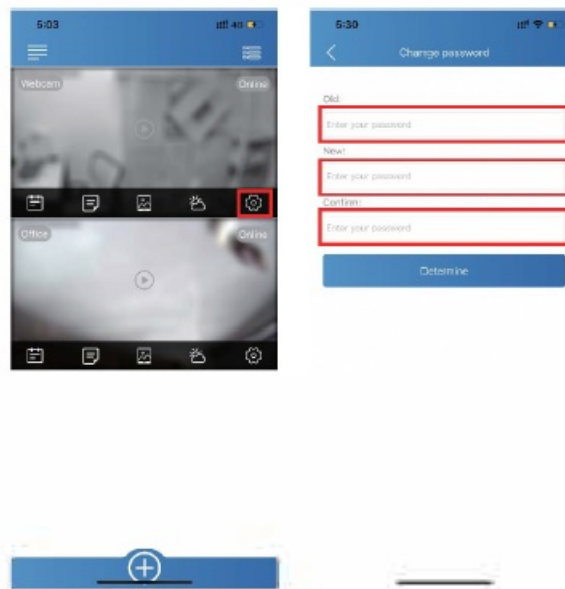 5:03
4G
Webcam
Online
Office
Online
5:30
Change password
Old:
Enter your password
New:
Enter your password
Confirm:
Enter your password
Determine